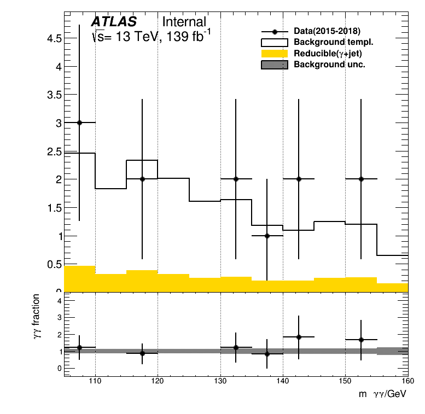 ATLAS Internal
√s= 13 TeV, 139 fb-1
Data(2015-2018)
Background templ.
Reducible(γ+jet)
Background unc.
4.5
4
3.5
3
2.5
2
1.5
1
0.5
0
γγ fraction
4
3
2
1
0
110 120 130 140 150 160
m γγ/GeV